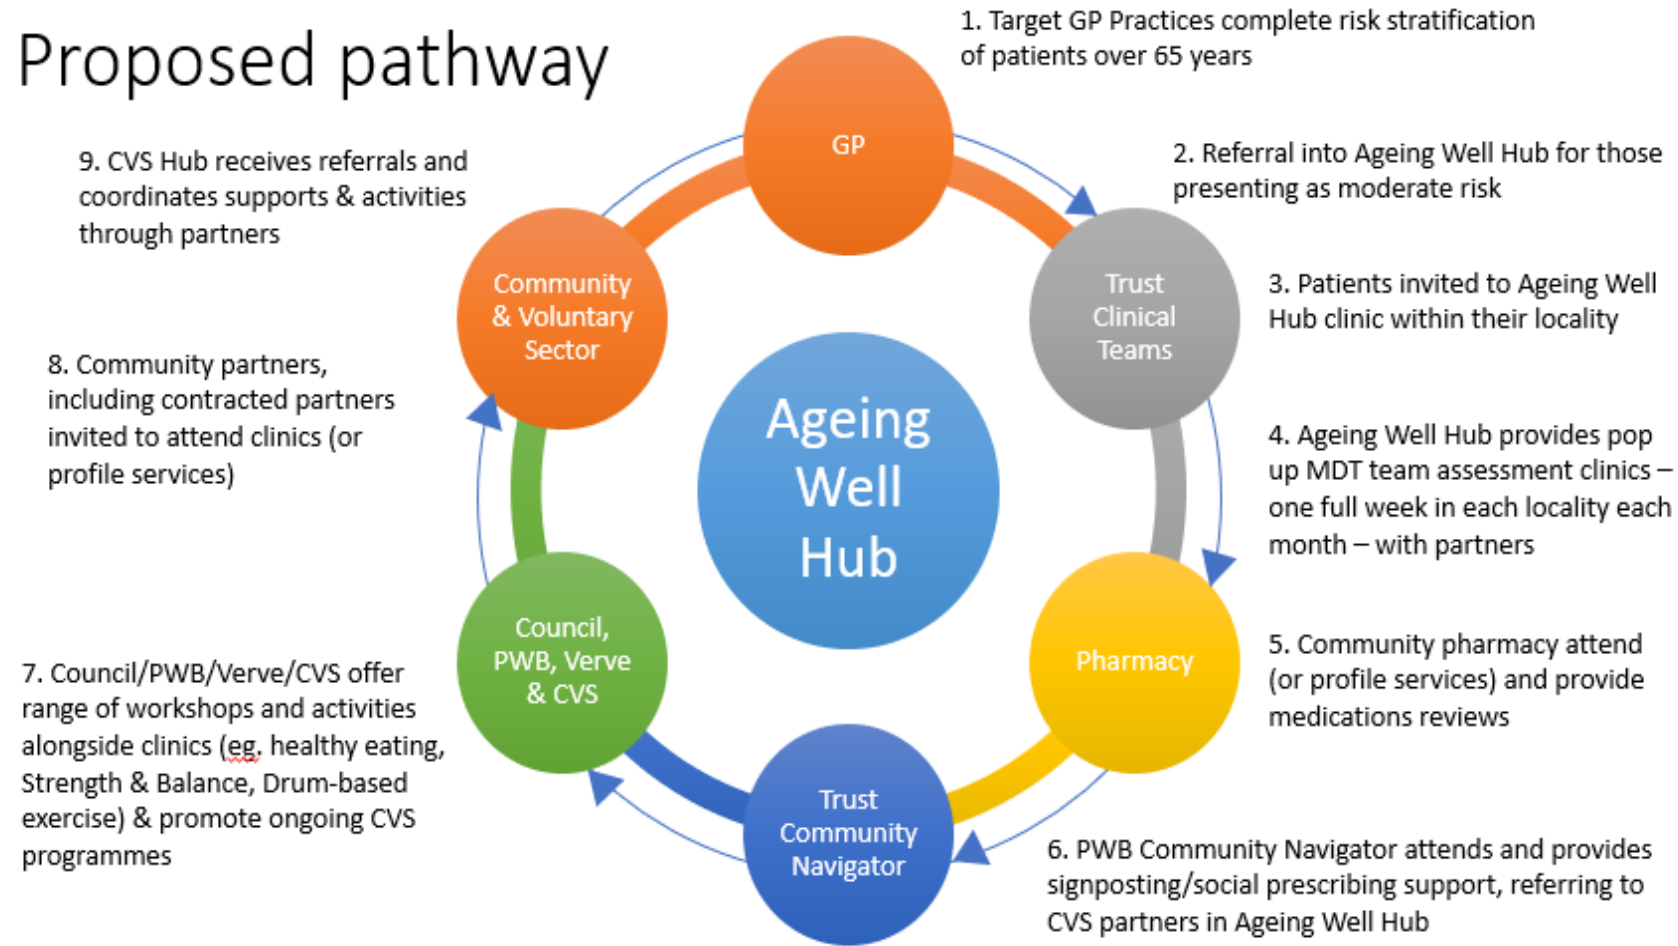 Proposed pathway
1. Target GP Practices complete risk stratification
of patients over 65 years
2. Referral into Ageing Well Hub for those
presenting as moderate risk
3. Patients invited to Ageing Well
Hub clinic within their locality
4. Ageing Well Hub provides pop
up MDT team assessment clinics –
one full week in each locality each
month – with partners
5. Community pharmacy attend
(or profile services) and provide
medications reviews
6. PWB Community Navigator attends and provides
signposting/social prescribing support, referring to
CVS partners in Ageing Well Hub
7. Council/PWB/Verve/CVS offer
range of workshops and activities
alongside clinics (eg. healthy eating,
Strength & Balance, Drum-based
exercise) & promote ongoing CVS
programmes
8. Community partners,
including contracted partners
invited to attend clinics (or
profile services)
9. CVS Hub receives referrals and
coordinates supports & activities
through partners
GP
Trust
Clinical
Teams
Pharmacy
Trust
Community
Navigator
Council,
PWB, Verve
& CVS
Community
& Voluntary
Sector
Ageing
Well
Hub